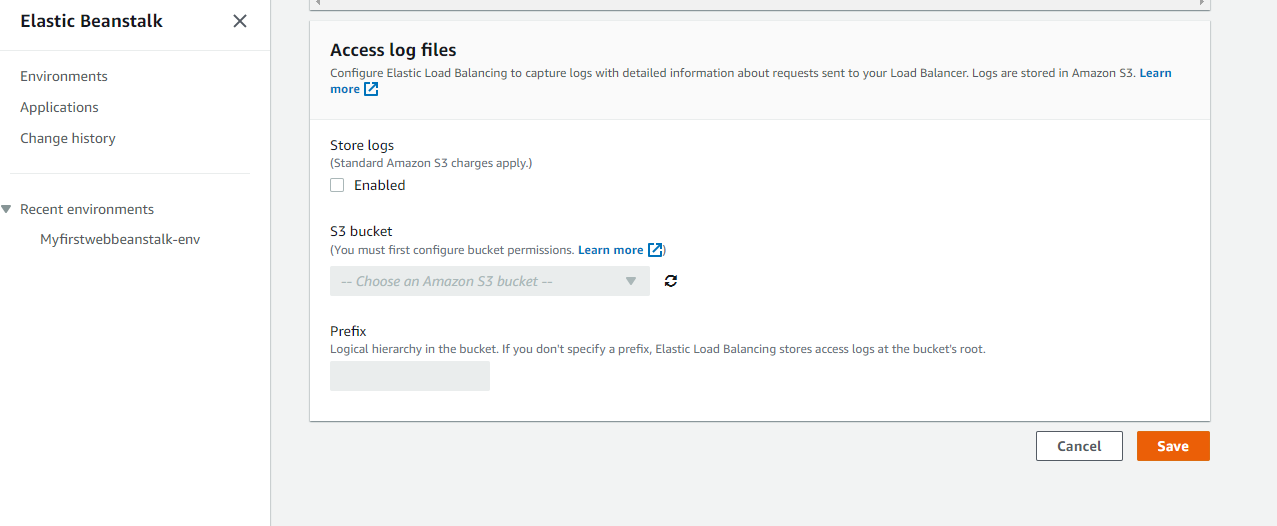 Elastic Beanstalk
Environments
Applications
Change history
Recent environments
Myfirstwebbeanstalk-env
Access log files
Configure Elastic Load Balancing to capture logs with detailed information about requests sent to your Load Balancer. Logs are stored in Amazon S3. Learn
more
Store logs
(Standard Amazon S3 charges apply.)
Enabled
S3 bucket
(You must first configure bucket permissions. Learn more )
-- Choose an Amazon S3 bucket --
Prefix
Logical hierarchy in the bucket. If you don't specify a prefix, Elastic Load Balancing stores access logs at the bucket's root.
Cancel
Save